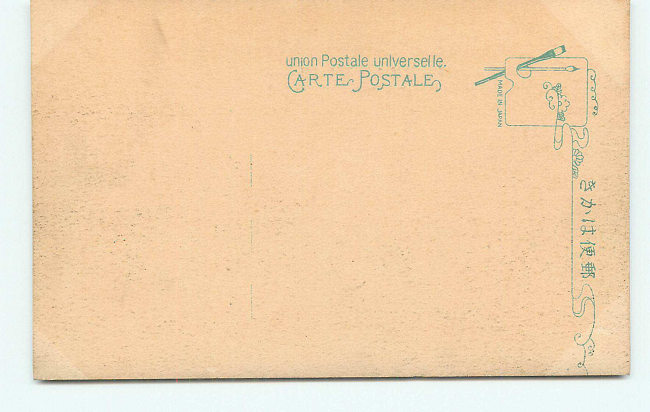 union Postale universelle.
CARTE POSTALE
MADE IN JAPAN
きかは便郵